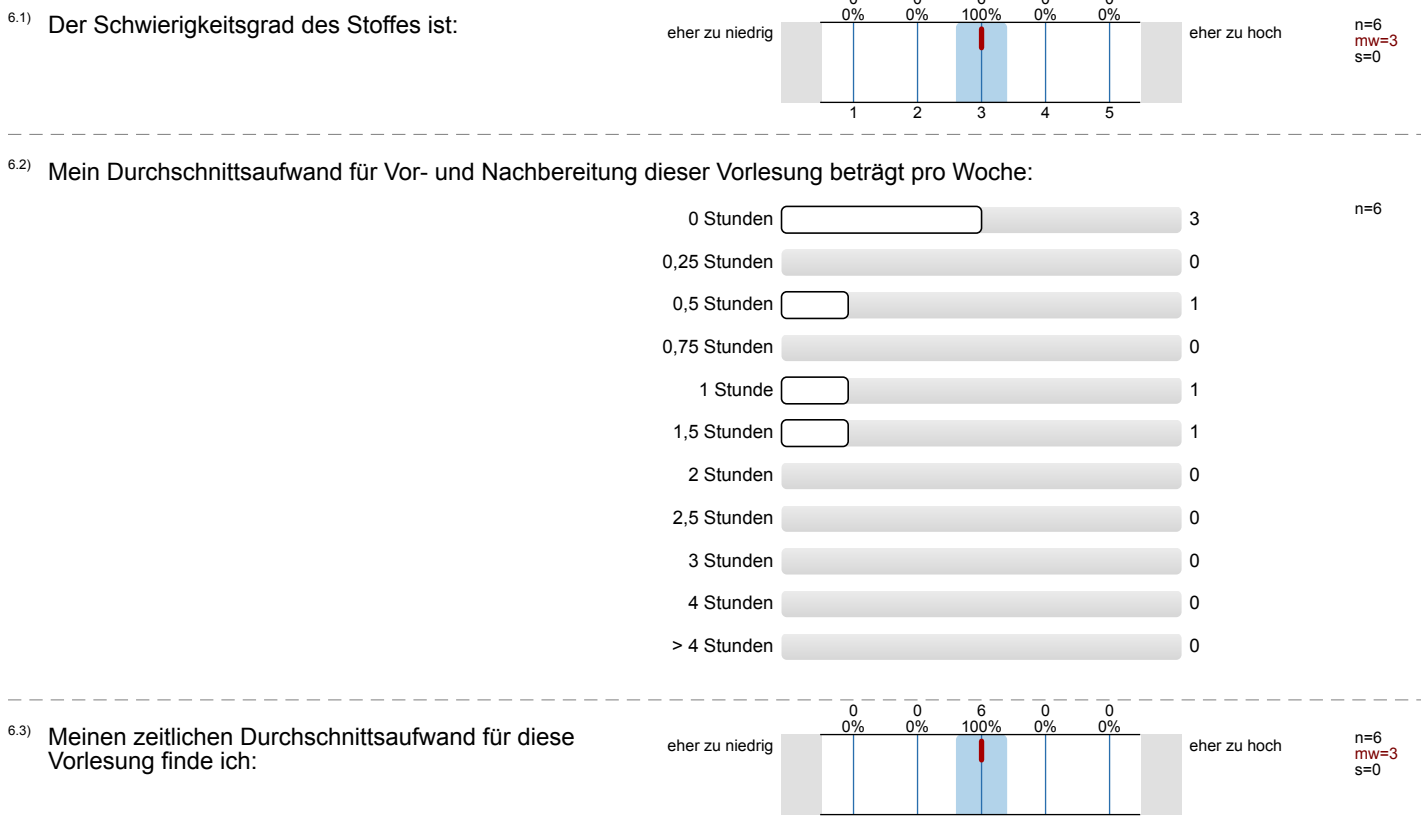 0 0 6 0 0
0% 0% 100% 0% 0%
6.1) Der Schwierigkeitsgrad des Stoffes ist:
eher zu niedrig
eher zu hoch
n=6
mw=3
s=0
1 2 3 4 5
6.2) Mein Durchschnittsaufwand für Vor- und Nachbereitung dieser Vorlesung beträgt pro Woche:
n=6
0 Stunden 3
0,25 Stunden 0
0,5 Stunden 1
0,75 Stunden 0
1 Stunde 1
1,5 Stunden 1
2 Stunden 0
2,5 Stunden 0
3 Stunden 0
4 Stunden 0
> 4 Stunden 0
0 0 6 0 0
0% 0% 100% 0% 0%
6.3) Meinen zeitlichen Durchschnittsaufwand für diese
Vorlesung finde ich:
eher zu niedrig
eher zu hoch
n=6
mw=3
s=0